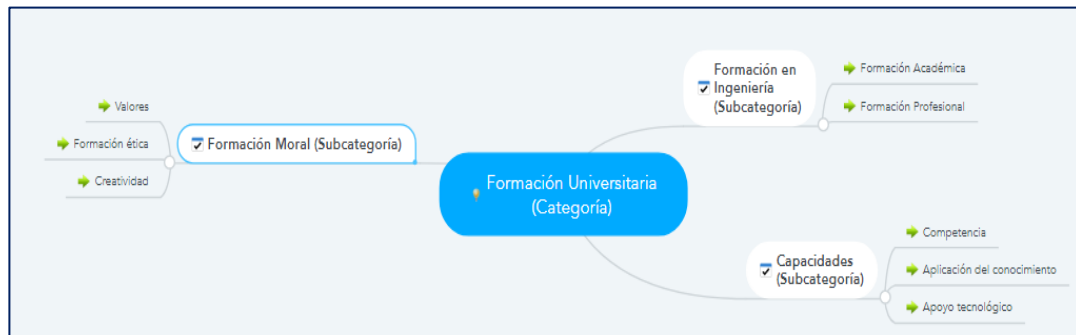 Valores
Formación ética
Creatividad
Formación Moral (Subcategoría)
Formación Universitaria
(Categoría)
Formación en
Ingeniería
(Subcategoría)
Formación Académica
Formación Profesional
Capacidades
(Subcategoría)
Competencia
Aplicación del conocimiento
Apoyo tecnológico